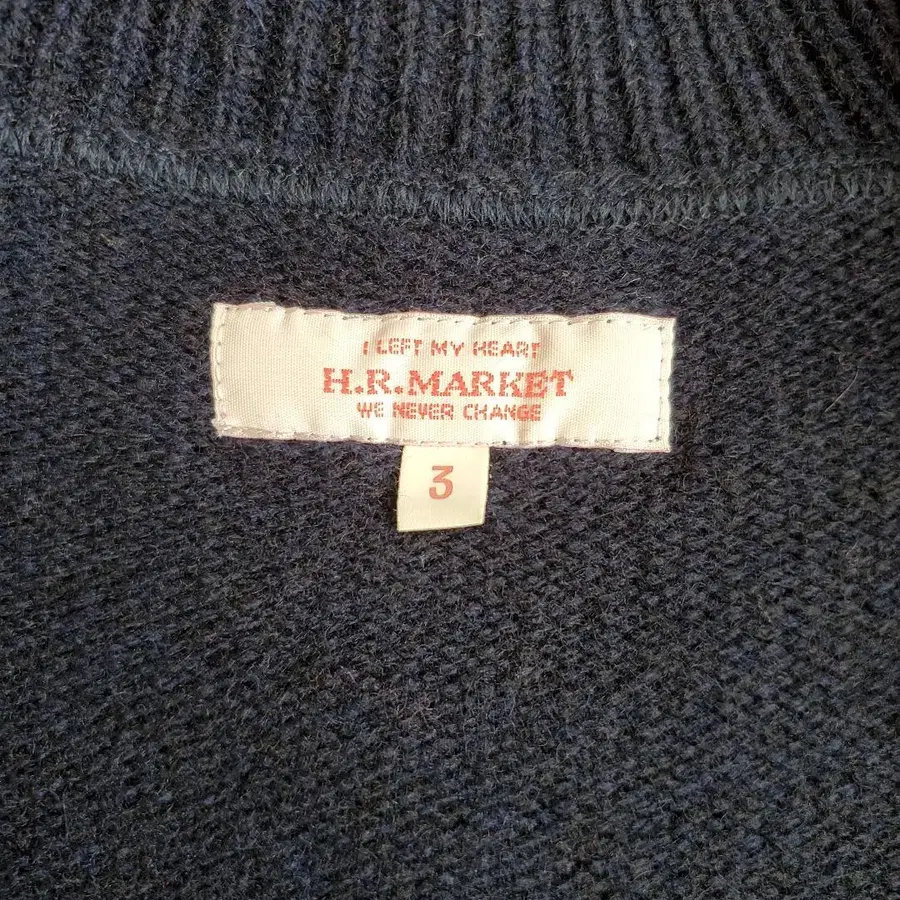 I LEFT MY HEART
H.R.MARKET
WE NEVER CHANGE
3